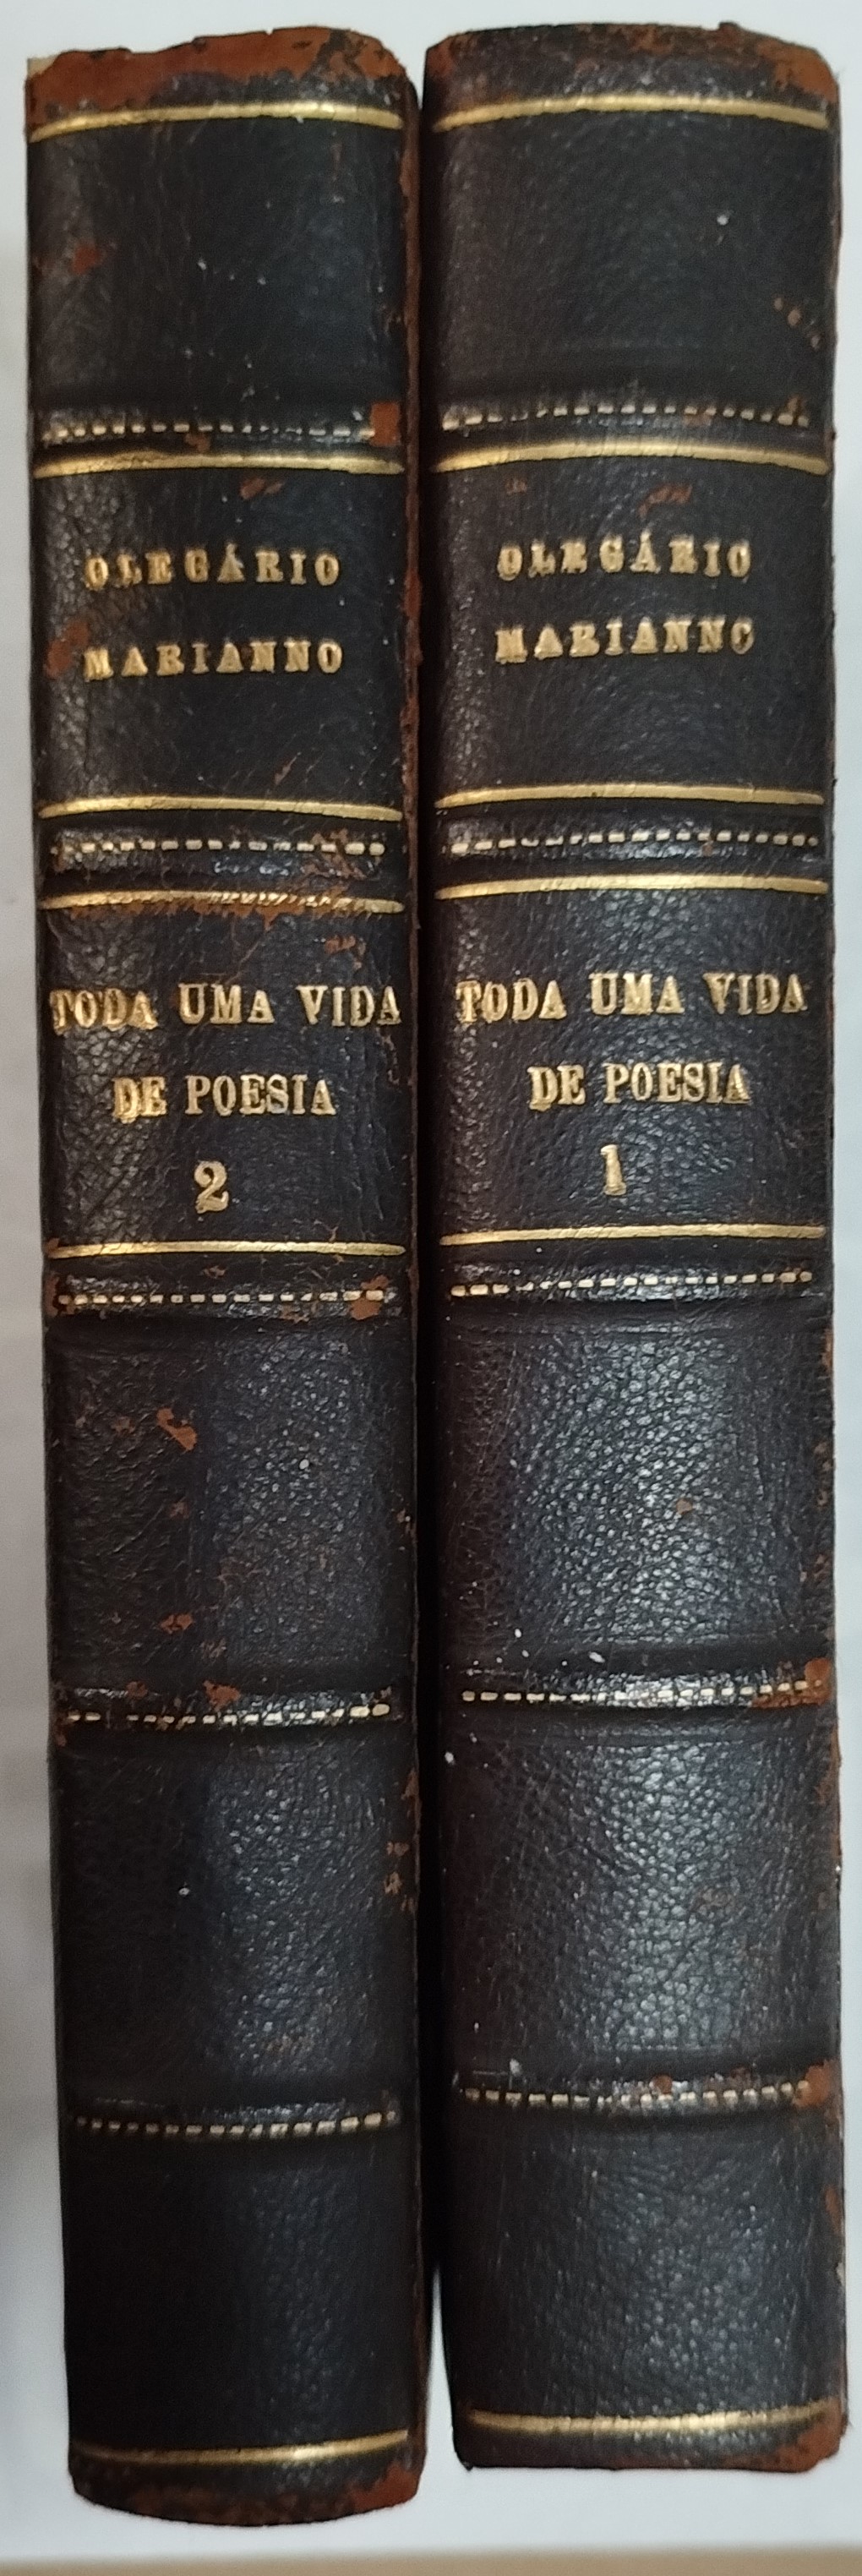 OLEGÁRIO
MARIANNO
TODA UMA VIDA
DE POESIA
2
OLEGÁRIO
MARIANNO
TODA UMA VIDA
DE POESIA
1